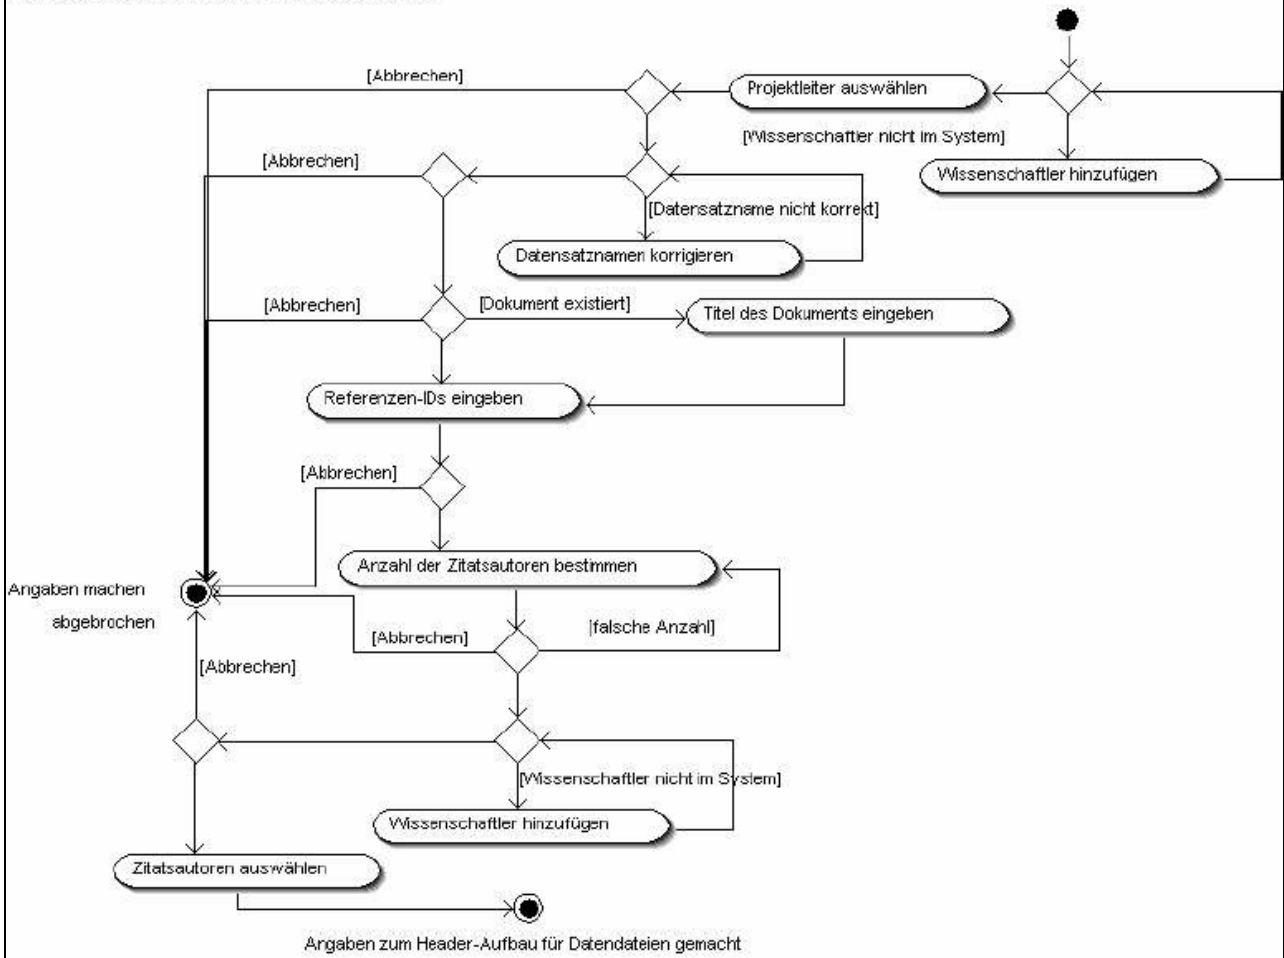 [Abbrechen]
Projektleiter auswählen
[Wissenschaftler nicht im System]
[Abbrechen]
Wissenschaftler hinzufügen
[Datensatzname nicht korrekt]
Datensatznamen korrigieren
[Abbrechen]
[Dokument existiert]
Titel des Dokuments eingeben
Referenzen-IDs eingeben
[Abbrechen]
Anzahl der Zitatsautoren bestimmen
Angaben machen
abgebrochen
[falsche Anzahl]
[Abbrechen]
[Abbrechen]
[Wissenschaftler nicht im System]
Wissenschaftler hinzufügen
Zitatsautoren auswählen
Angaben zum Header-Aufbau für Datendateien gemacht